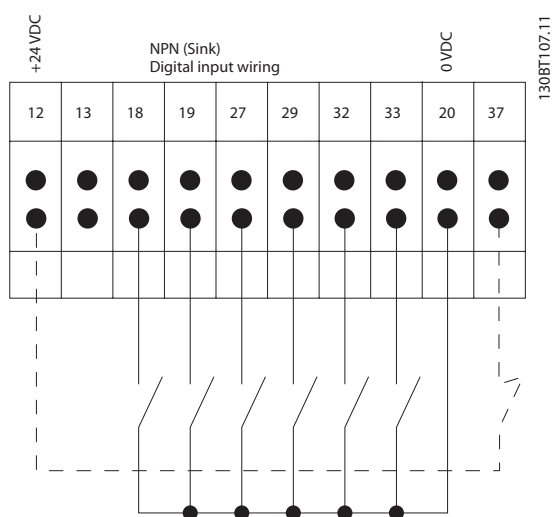 +24 VDC
NPN (Sink)
Digital input wiring
0 VDC
130BT107.11
12 13 18 19 27 29 32 33 20 37